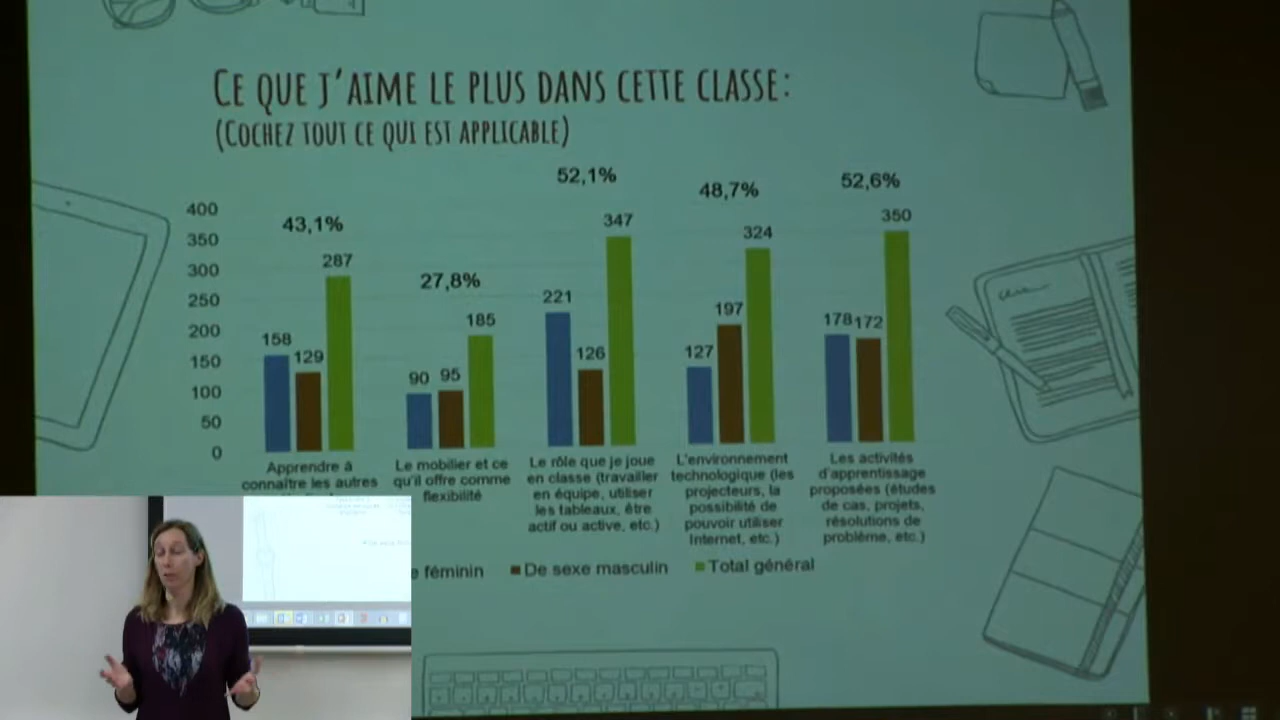 CE QUE J'AIME LE PLUS DANS CETTE CLASSE:
(COCHEZ TOUT CE QUI EST APPLICABLE)
52,1%
48,7%
52,6%
43,1%
27,8%
400
350
300
250
200
150
100
50
0
158
129
287
90
95
185
221
126
347
127
197
324
178
172
350
Apprendre à
connaître les autres
Le mobilier et ce
qu'il offre comme
flexibilité
Le rôle que je joue
en classe (travailler
en équipe, utiliser
les tableaux, être
actif ou active, etc.)
L'environnement
technologique (les
projecteurs, la
possibilité de
pouvoir utiliser
Internet, etc.)
Les activités
d'apprentissage
proposées (études
de cas, projets,
résolutions de
problème, etc.)
e féminin
De sexe masculin
Total général